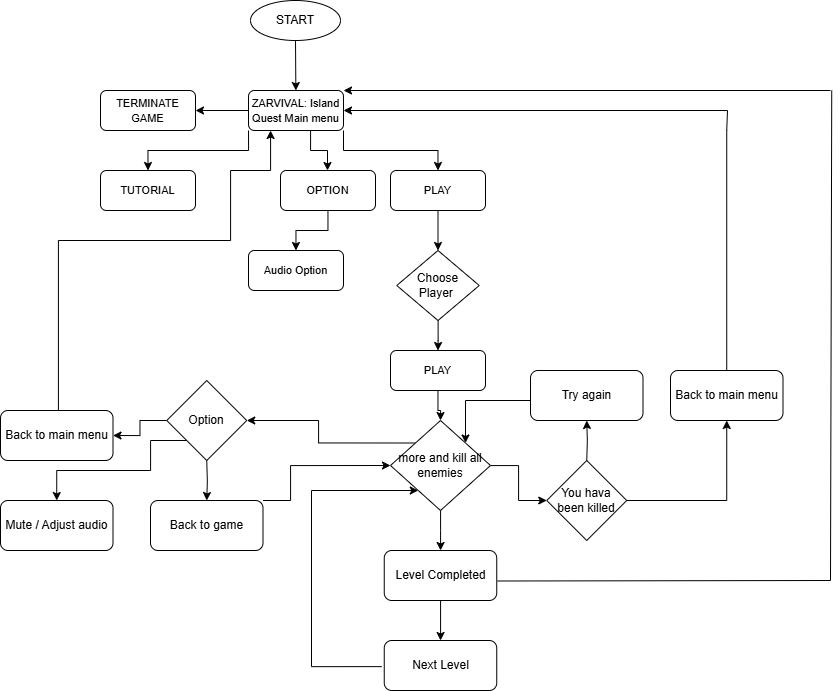 START
TERMINATE
GAME
ZARVIVAL: Island
Quest Main menu
TUTORIAL
OPTION
PLAY
Audio Option
Choose
Player
PLAY
Try again
Back to main menu
Option
Back to main menu
more and kill all
enemies
You hava
been killed
Mute / Adjust audio
Back to game
Level Completed
Next Level